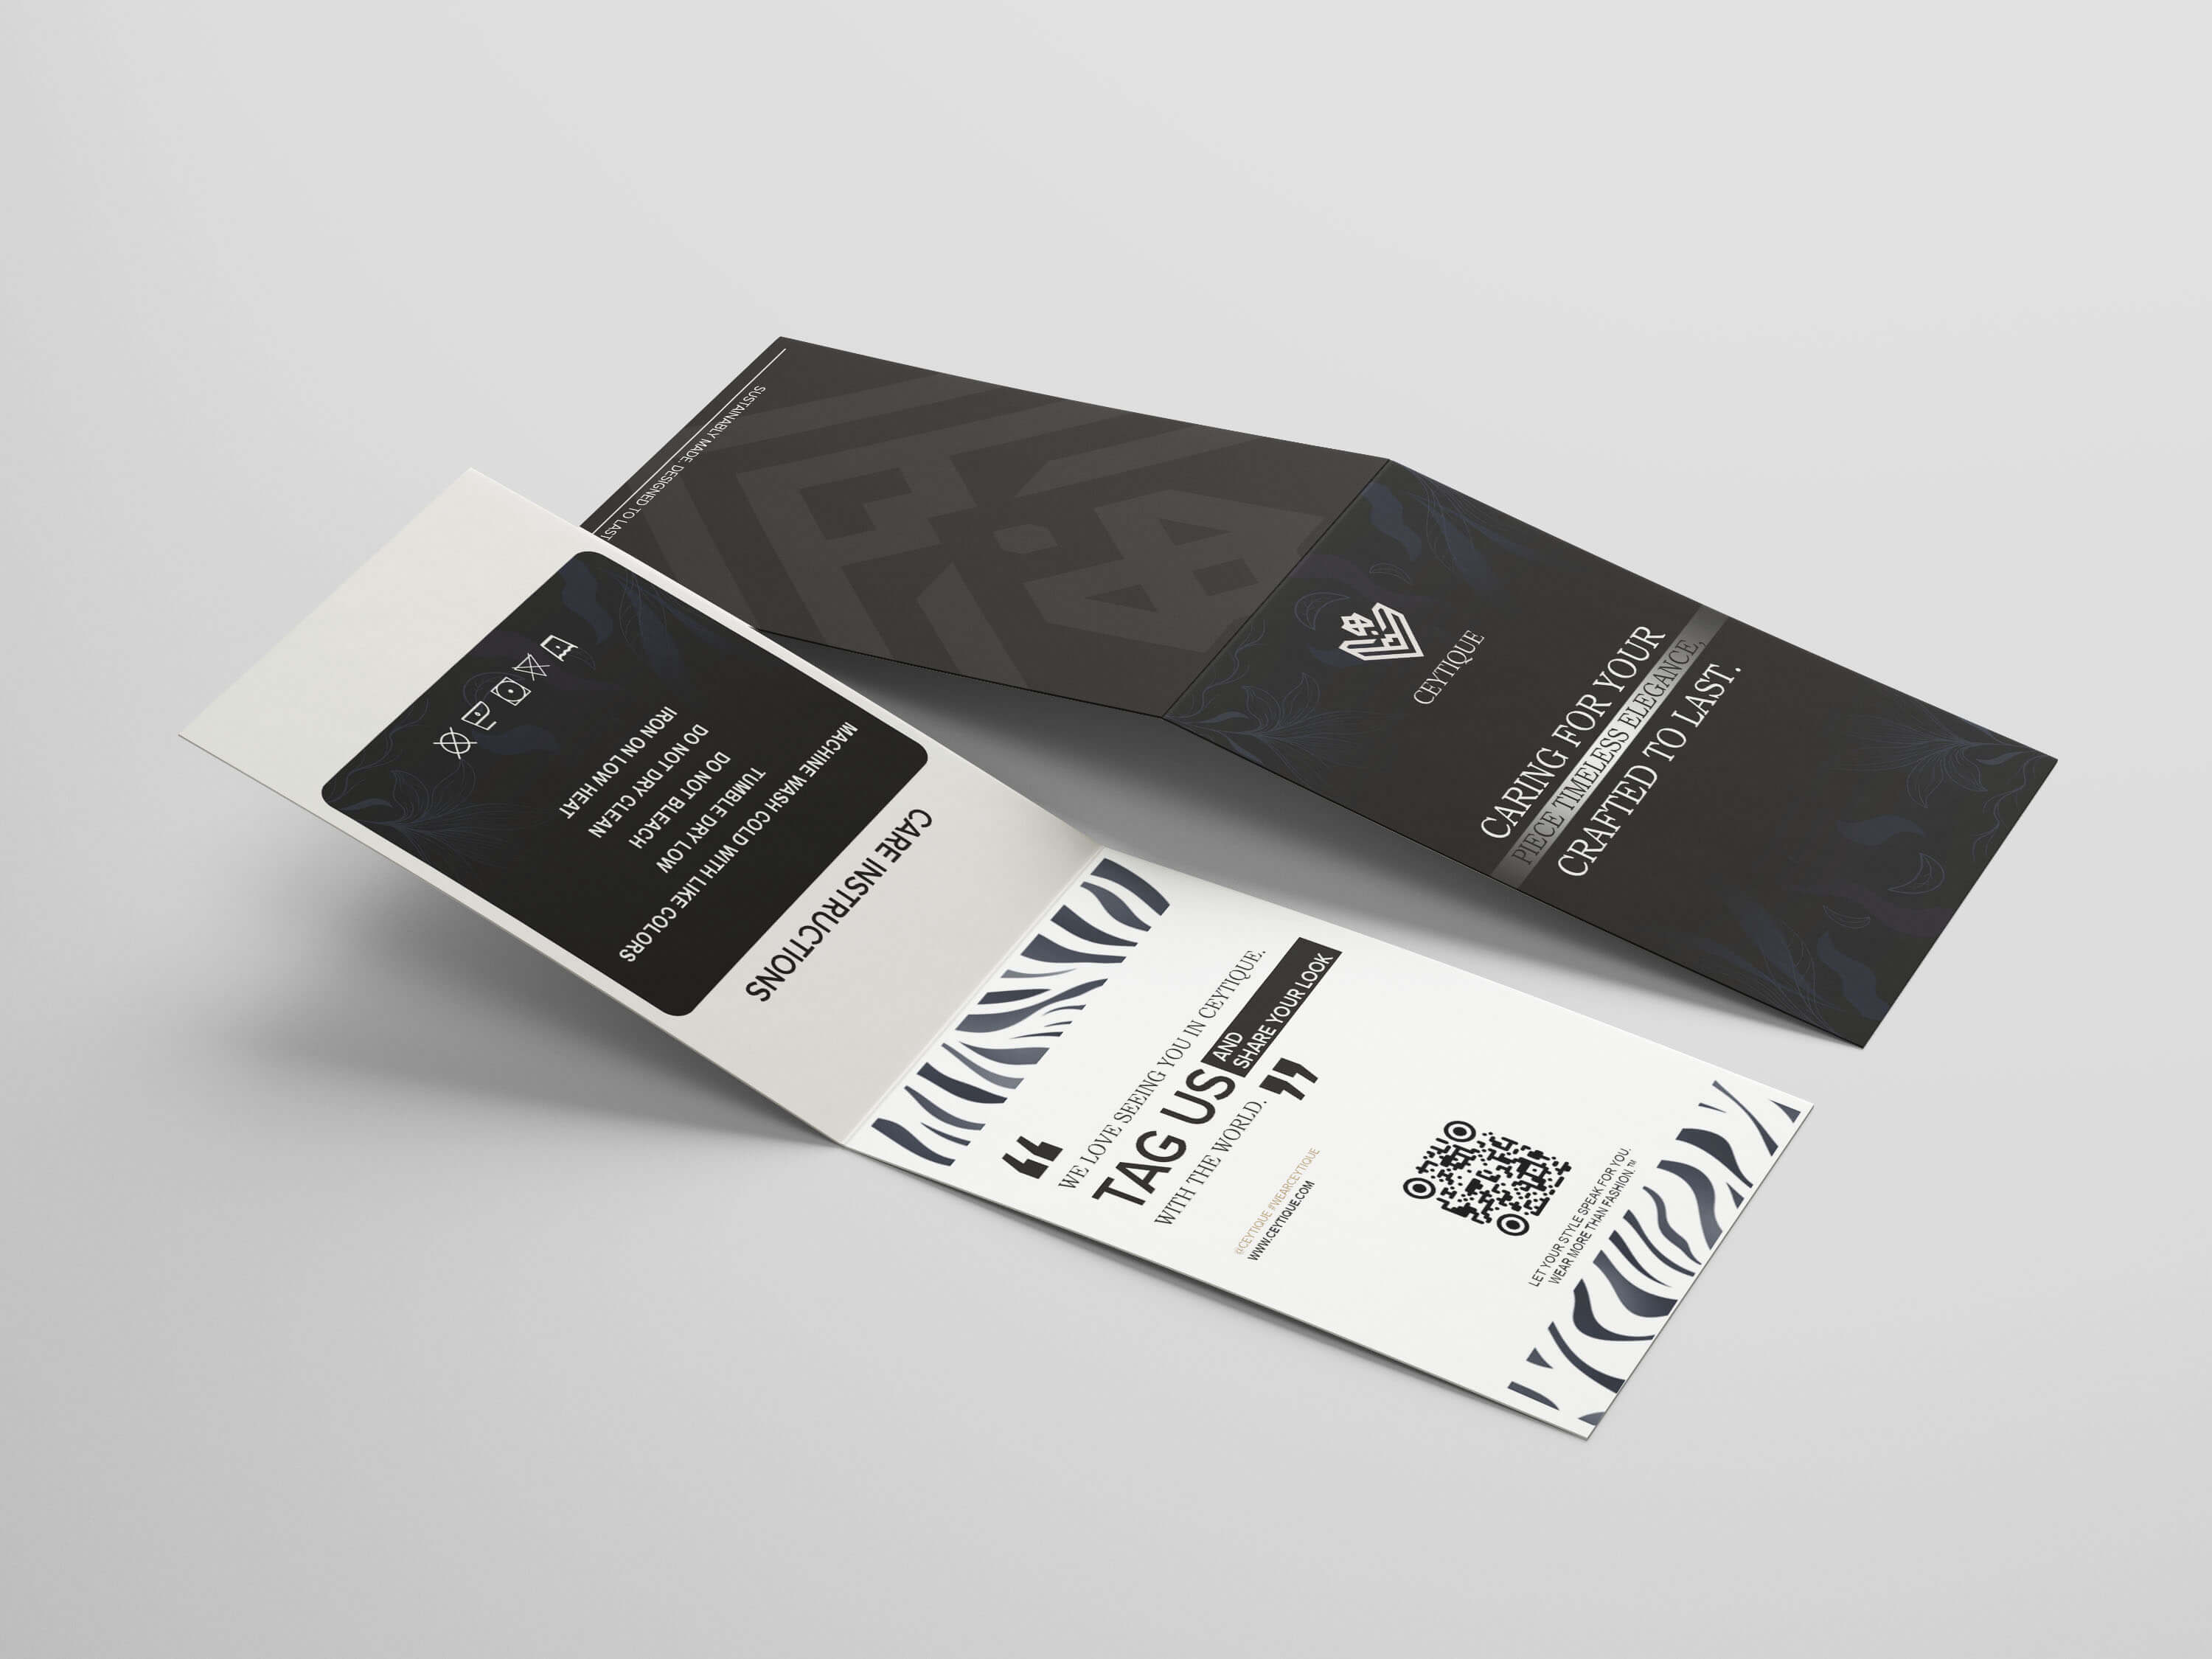 SUSTAINABLY MADE. DESIGNED TO LAST
CEYTIQUE
CARING FOR YOUR
PIECE TIMELESS ELEGANCE,
CRAFTED TO LAST.
CARE INSTRUCTIONS
MACHINE WASH COLD WITH LIKE COLORS
TUMBLE DRY LOW
DO NOT BLEACH
DO NOT DRY CLEAN
IRON ON LOW HEAT
“
WE LOVE SEEING YOU IN CEYTIQUE.
TAG US AND
SHARE YOUR LOOK
WITH THE WORLD.
”
@CEYTIQUE #WEARCEYTIQUE
WWW.CEYTIQUE.COM
LET YOUR STYLE SPEAK FOR YOU.
WEAR MORE THAN FASHION.™